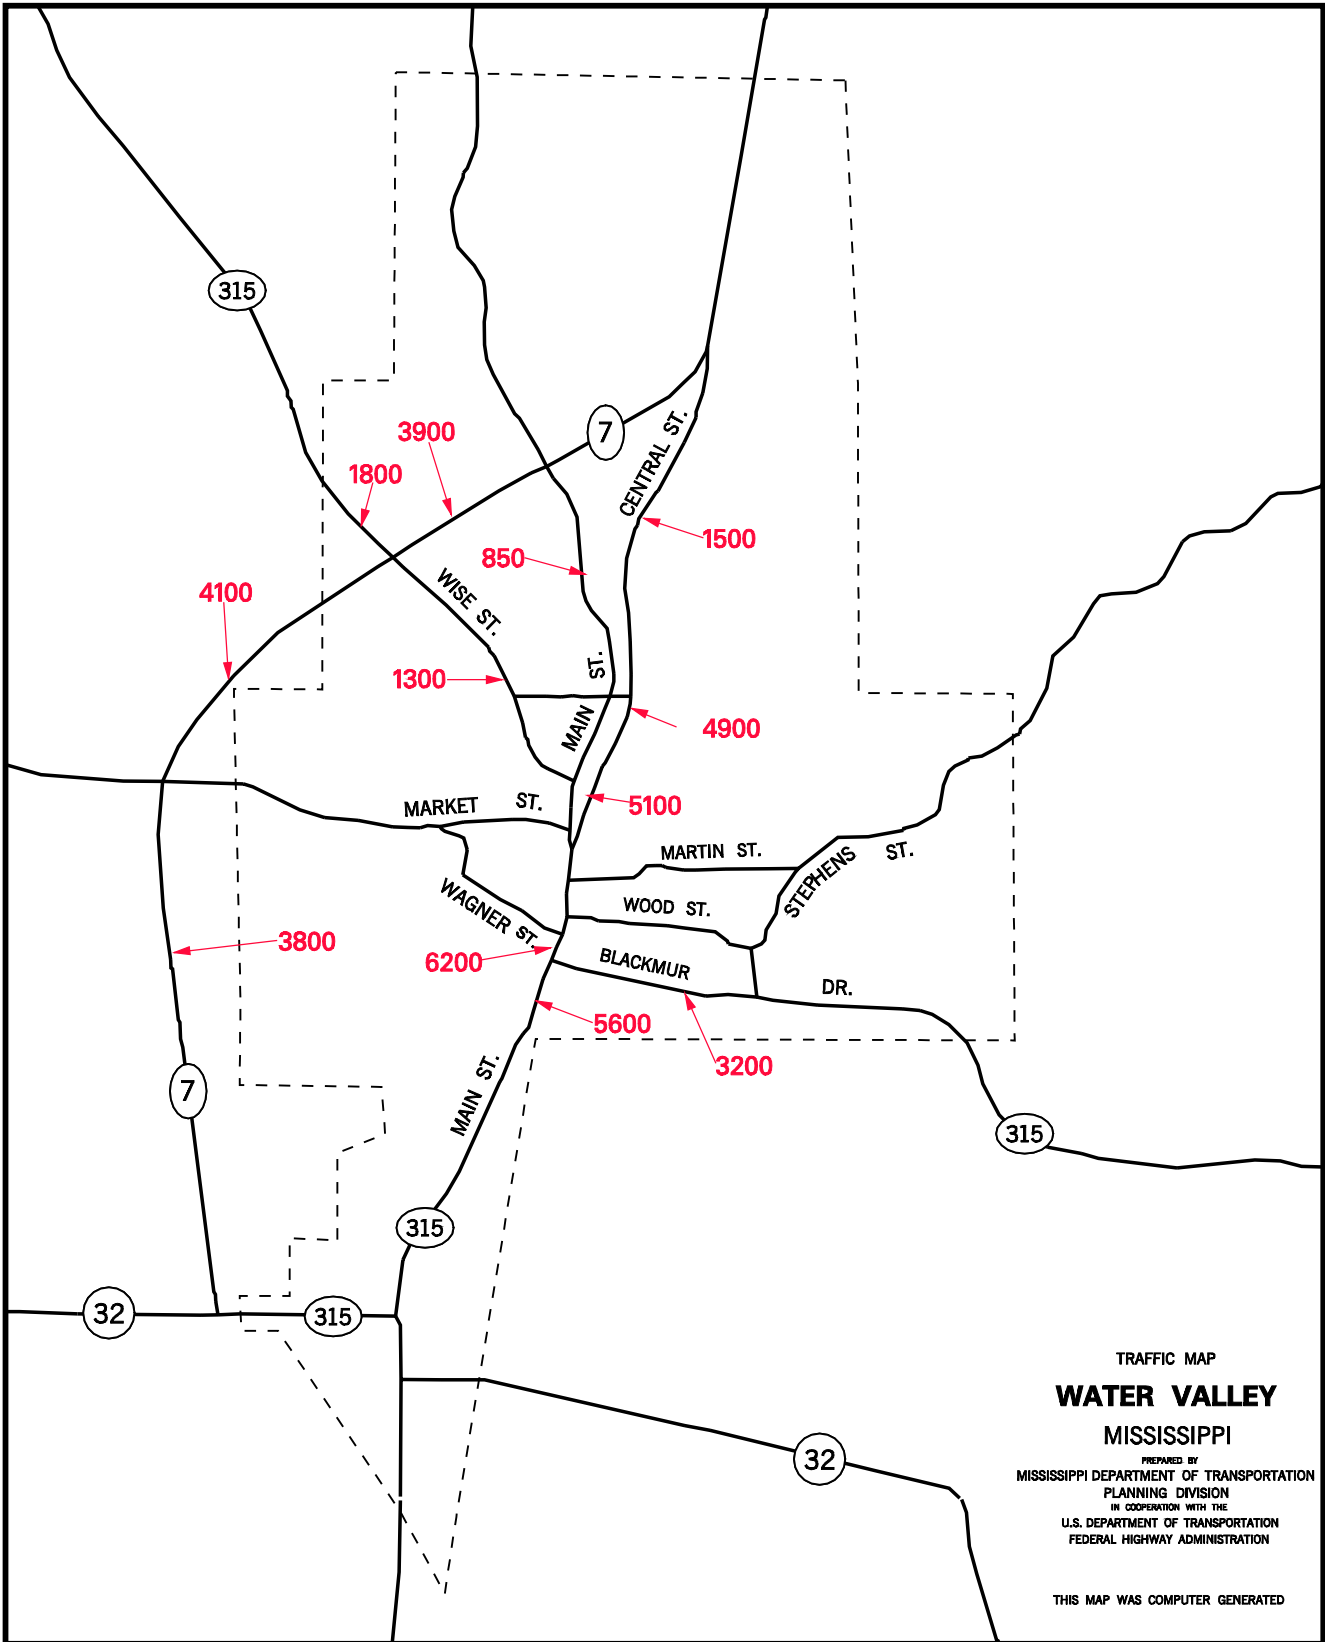 315
3900
7
CENTRAL ST.
1800
1500
850
WISE ST.
4100
ST.
1300
MAIN
4900
MARKET ST.
5100
MARTIN ST.
STEPHENS ST.
WAGNER ST.
WOOD ST.
3800
6200
BLACKMUR DR.
5600
3200
MAIN ST.
7
315
315
32
315
32
TRAFFIC MAP
WATER VALLEY
MISSISSIPPI
PREPARED BY
MISSISSIPPI DEPARTMENT OF TRANSPORTATION
PLANNING DIVISION
IN COOPERATION WITH THE
U.S. DEPARTMENT OF TRANSPORTATION
FEDERAL HIGHWAY ADMINISTRATION
THIS MAP WAS COMPUTER GENERATED